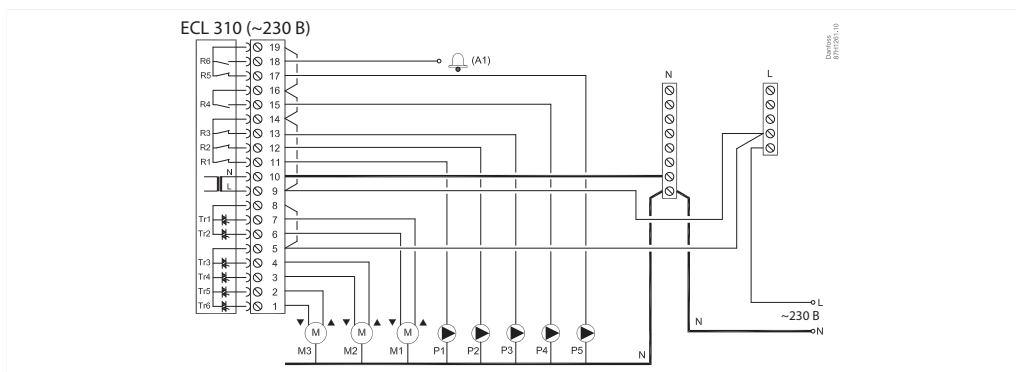 ECL 310 (~230 В)
Danfoss
87H1261.10
19
R6 18 (A1)
R5 17
N L
16
R4 15
14
R3 13
R2 12
R1 11
N 10
L 9
8
Tr1 7
Tr2 6
5
Tr3 4
Tr4 3
Tr5 2
Tr6 1
L
~230 В
N N
M M M
M3 M2 M1 P1 P2 P3 P4 P5 N